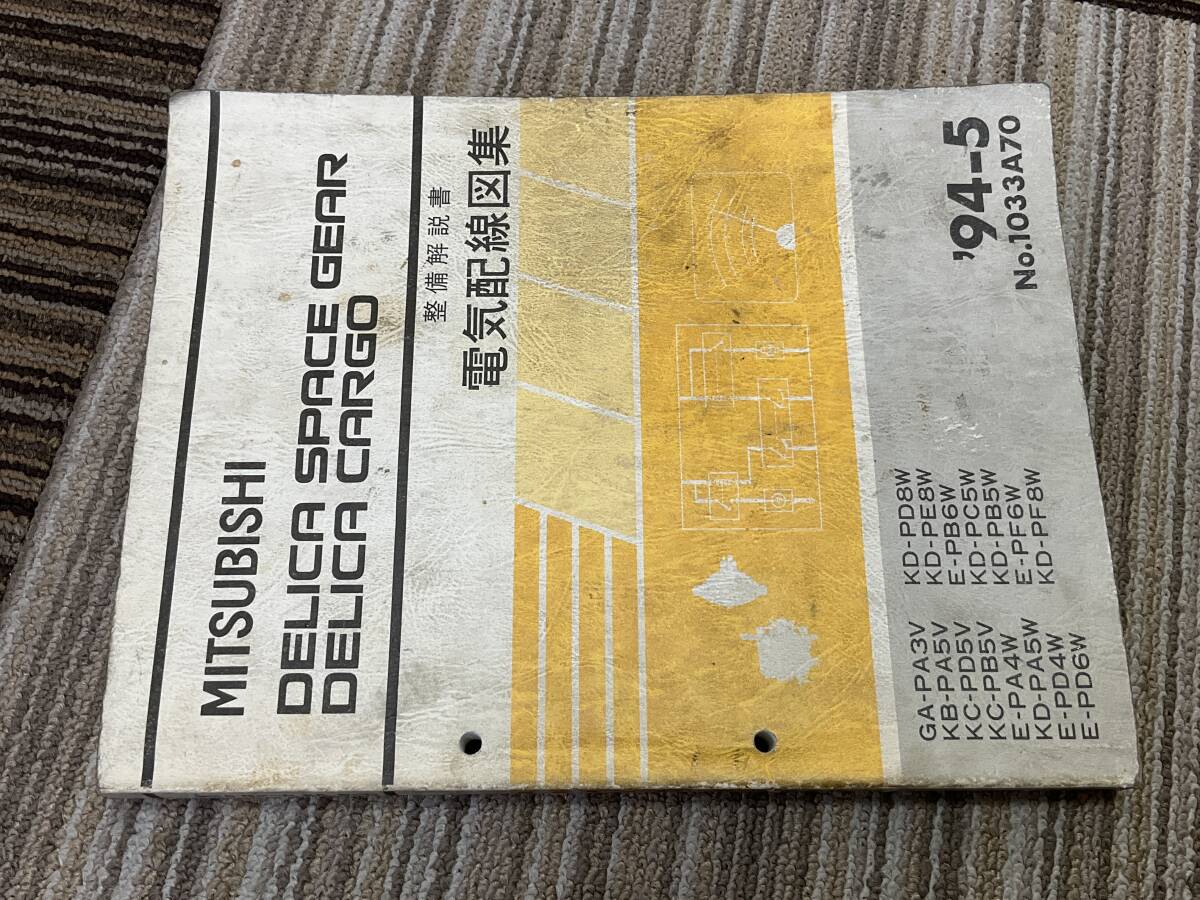 MITSUBISHI
DELICA SPACE GEAR
DELICA CARGO
整備解説書
電気配線図集
'94-5
No.1033A70
GA-PA3V
KB-PA5V
KC-PD5V
KC-PB5V
E-PA4W
KD-PA5W
E-PD4W
E-PD6W
KD-PD8W
KD-PE8W
E-PB6W
KD-PC5W
KD-PB5W
E-PF6W
KD-PF8W